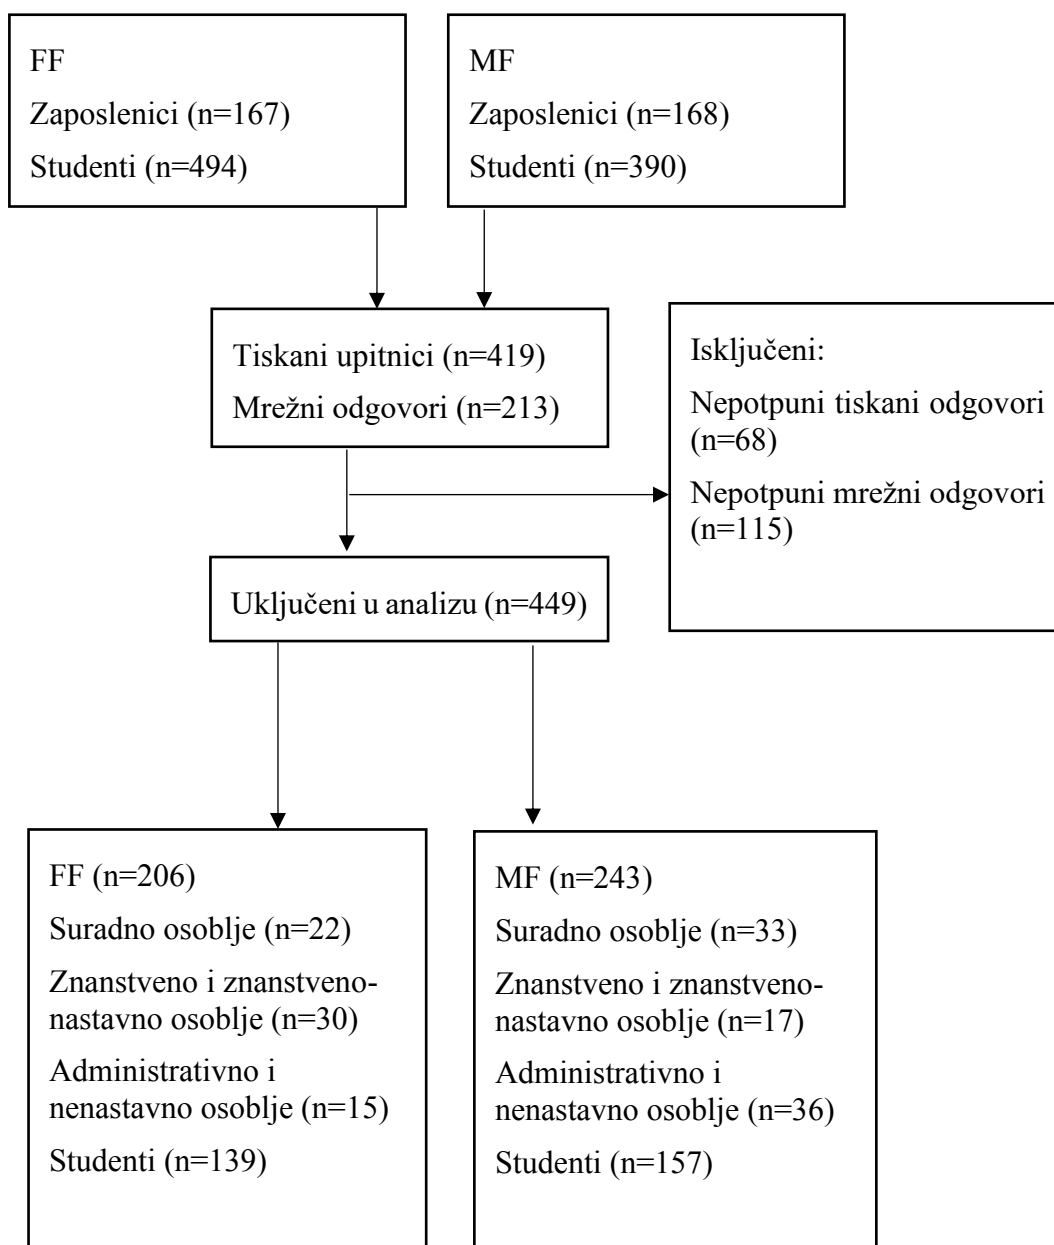 FF
Zaposlenici (n=167)
Studenti (n=494)
MF
Zaposlenici (n=168)
Studenti (n=390)
Tiskani upitnici (n=419)
Mrežni odgovori (n=213)
Isključeni:
Nepotpuni tiskani odgovori
(n=68)
Nepotpuni mrežni odgovori
(n=115)
Uključeni u analizu (n=449)
FF (n=206)
Suradno osoblje (n=22)
Znanstveno i znanstveno-
nastavno osoblje (n=30)
Administrativno i
nenastavno osoblje (n=15)
Studenti (n=139)
MF (n=243)
Suradno osoblje (n=33)
Znanstveno i znanstveno-
nastavno osoblje (n=17)
Administrativno i
nenastavno osoblje (n=36)
Studenti (n=157)